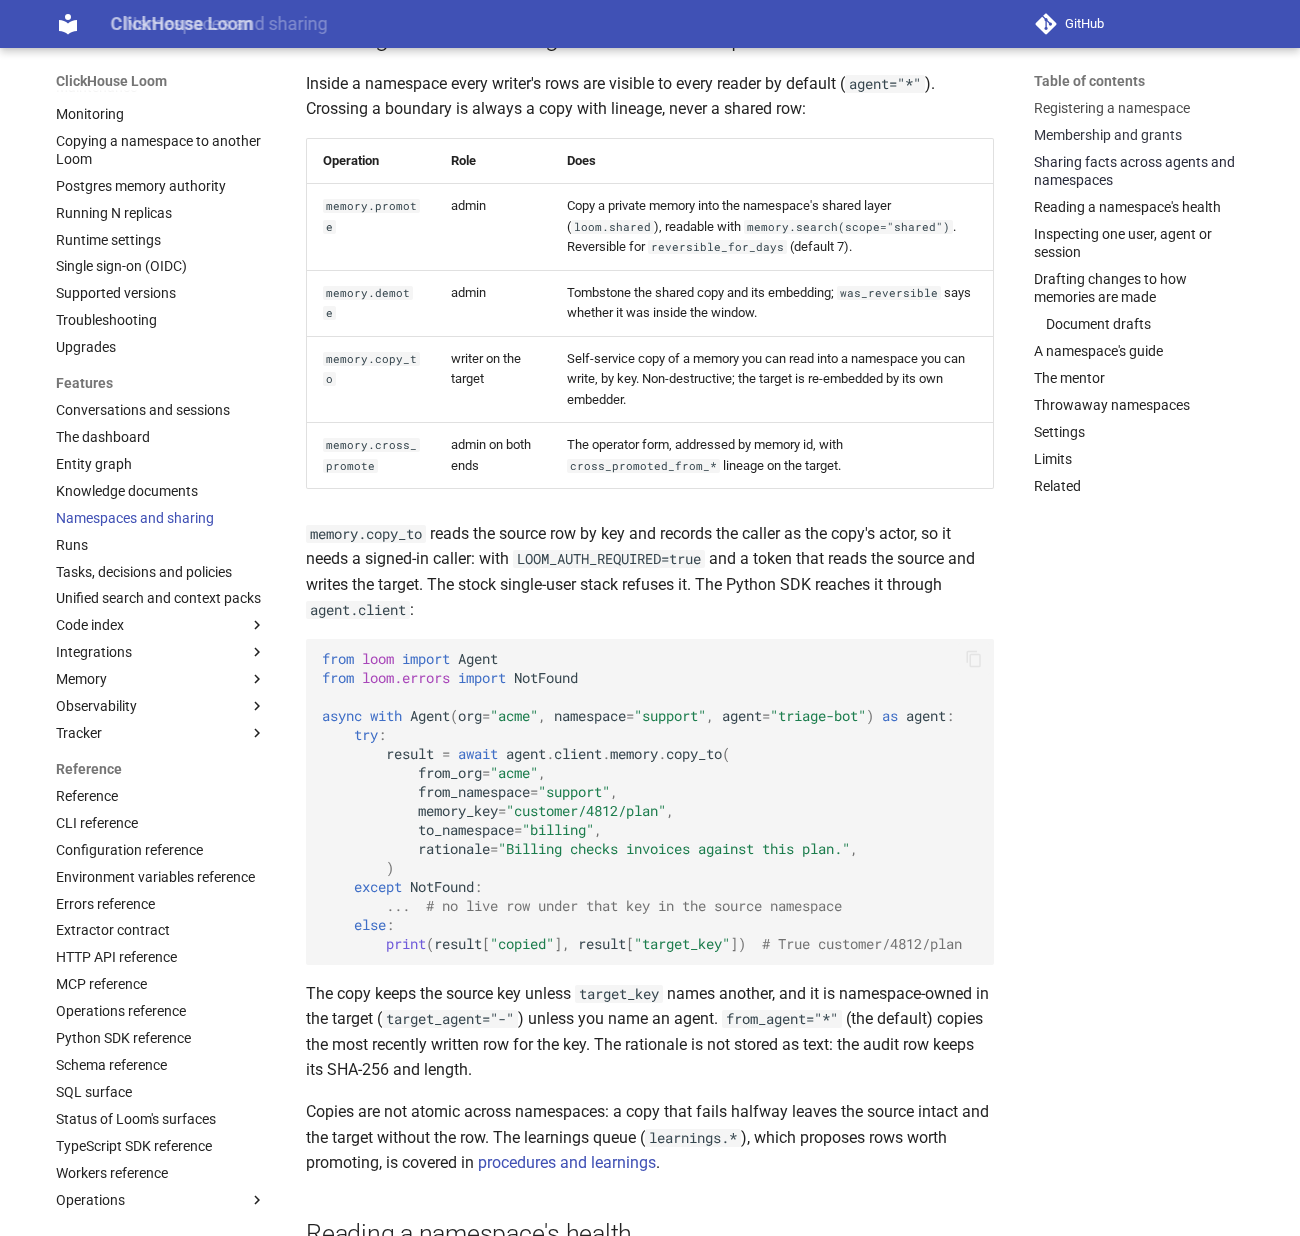 ClickHouse Loom
GitHub
ClickHouse Loom
Monitoring
Copying a namespace to another
Loom
Postgres memory authority
Running N replicas
Runtime settings
Single sign-on (OIDC)
Supported versions
Troubleshooting
Upgrades
Features
Conversations and sessions
The dashboard
Entity graph
Knowledge documents
Namespaces and sharing
Runs
Tasks, decisions and policies
Unified search and context packs
Code index
Integrations
Memory
Observability
Tracker
Reference
Reference
CLI reference
Configuration reference
Environment variables reference
Errors reference
Extractor contract
HTTP API reference
MCP reference
Operations reference
Python SDK reference
Schema reference
SQL surface
Status of Loom's surfaces
TypeScript SDK reference
Workers reference
Operations
Inside a namespace every writer's rows are visible to every reader by default (agent="*").
Crossing a boundary is always a copy with lineage, never a shared row:
Operation Role Does
memory.promot
e
admin
Copy a private memory into the namespace's shared layer
(loom.shared), readable with memory.search(scope="shared").
Reversible for reversible_for_days (default 7).
memory.demot
e
admin
Tombstone the shared copy and its embedding; was_reversible says
whether it was inside the window.
memory.copy_t
o
writer on the
target
Self-service copy of a memory you can read into a namespace you can
write, by key. Non-destructive; the target is re-embedded by its own
embedder.
memory.cross_
promote
admin on both
ends
The operator form, addressed by memory id, with
cross_promoted_from_* lineage on the target.
memory.copy_to reads the source row by key and records the caller as the copy's actor, so it
needs a signed-in caller: with LOOM_AUTH_REQUIRED=true and a token that reads the source and
writes the target. The stock single-user stack refuses it. The Python SDK reaches it through
agent.client:
from loom import Agent
from loom.errors import NotFound
async with Agent(org="acme", namespace="support", agent="triage-bot") as agent:
    try:
        result = await agent.client.memory.copy_to(
            from_org="acme",
            from_namespace="support",
            memory_key="customer/4812/plan",
            to_namespace="billing",
            rationale="Billing checks invoices against this plan.",
        )
    except NotFound:
        ...  # no live row under that key in the source namespace
    else:
        print(result["copied"], result["target_key"])  # True customer/4812/plan
The copy keeps the source key unless target_key names another, and it is namespace-owned in
the target (target_agent="-") unless you name an agent. from_agent="*" (the default) copies
the most recently written row for the key. The rationale is not stored as text: the audit row keeps
its SHA-256 and length.
Copies are not atomic across namespaces: a copy that fails halfway leaves the source intact and
the target without the row. The learnings queue (learnings.*), which proposes rows worth
promoting, is covered in procedures and learnings.
Reading a namespace's health
Table of contents
Registering a namespace
Membership and grants
Sharing facts across agents and
namespaces
Reading a namespace's health
Inspecting one user, agent or
session
Drafting changes to how
memories are made
Document drafts
A namespace's guide
The mentor
Throwaway namespaces
Settings
Limits
Related